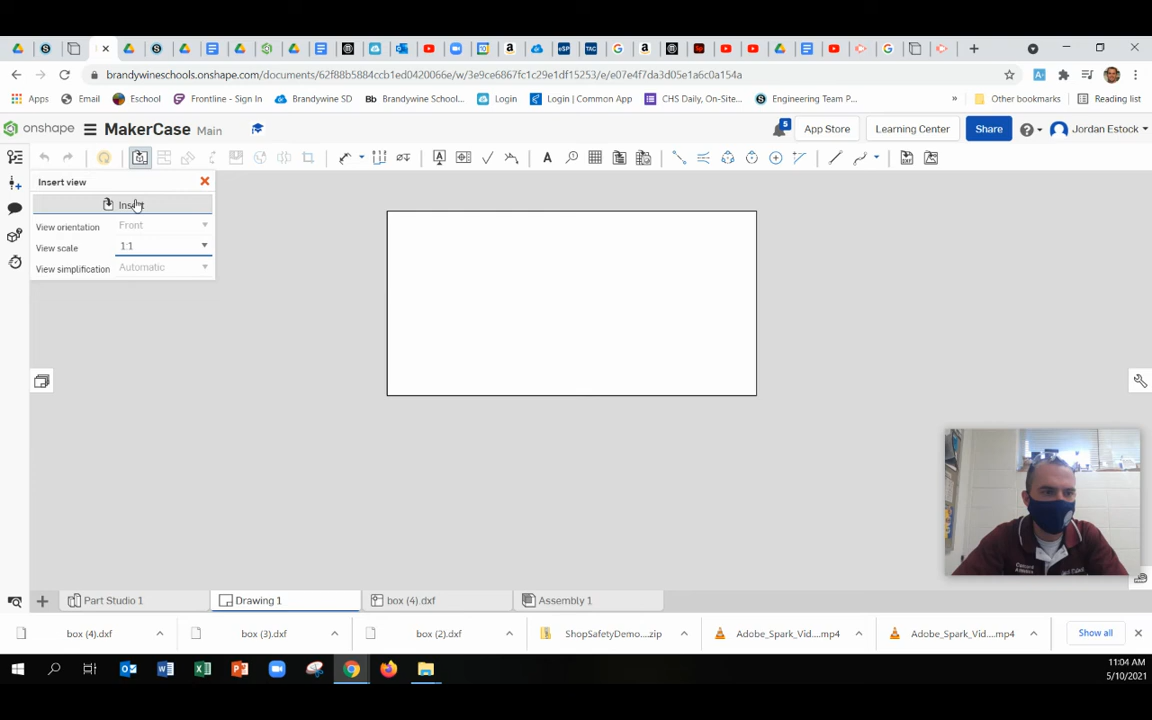 brandywineschools.onshape.com/documents/62f88b5884ccb1ed0420066e/w/3e9ce6867fc1c29e1df15253/e/e07e4f7da3d05e1a6c0a154a
Apps Email Eschool Frontline - Sign In Brandywine SD Bb Brandywine School... Login Login | Common App CHS Daily, On-Site... Engineering Team P... » Other bookmarks Reading list
onshape MakerCase Main 5 App Store Learning Center Share Jordan Estock
Insert view
Insert
View orientation Front
View scale 1:1
View simplification Automatic
Part Studio 1 Drawing 1 box (4).dxf Assembly 1
box (4).dxf box (3).dxf box (2).dxf ShopSafetyDemo....zip Adobe_Spark_Vid....mp4 Adobe_Spark_Vid....mp4 Show all
11:04 AM
5/10/2021